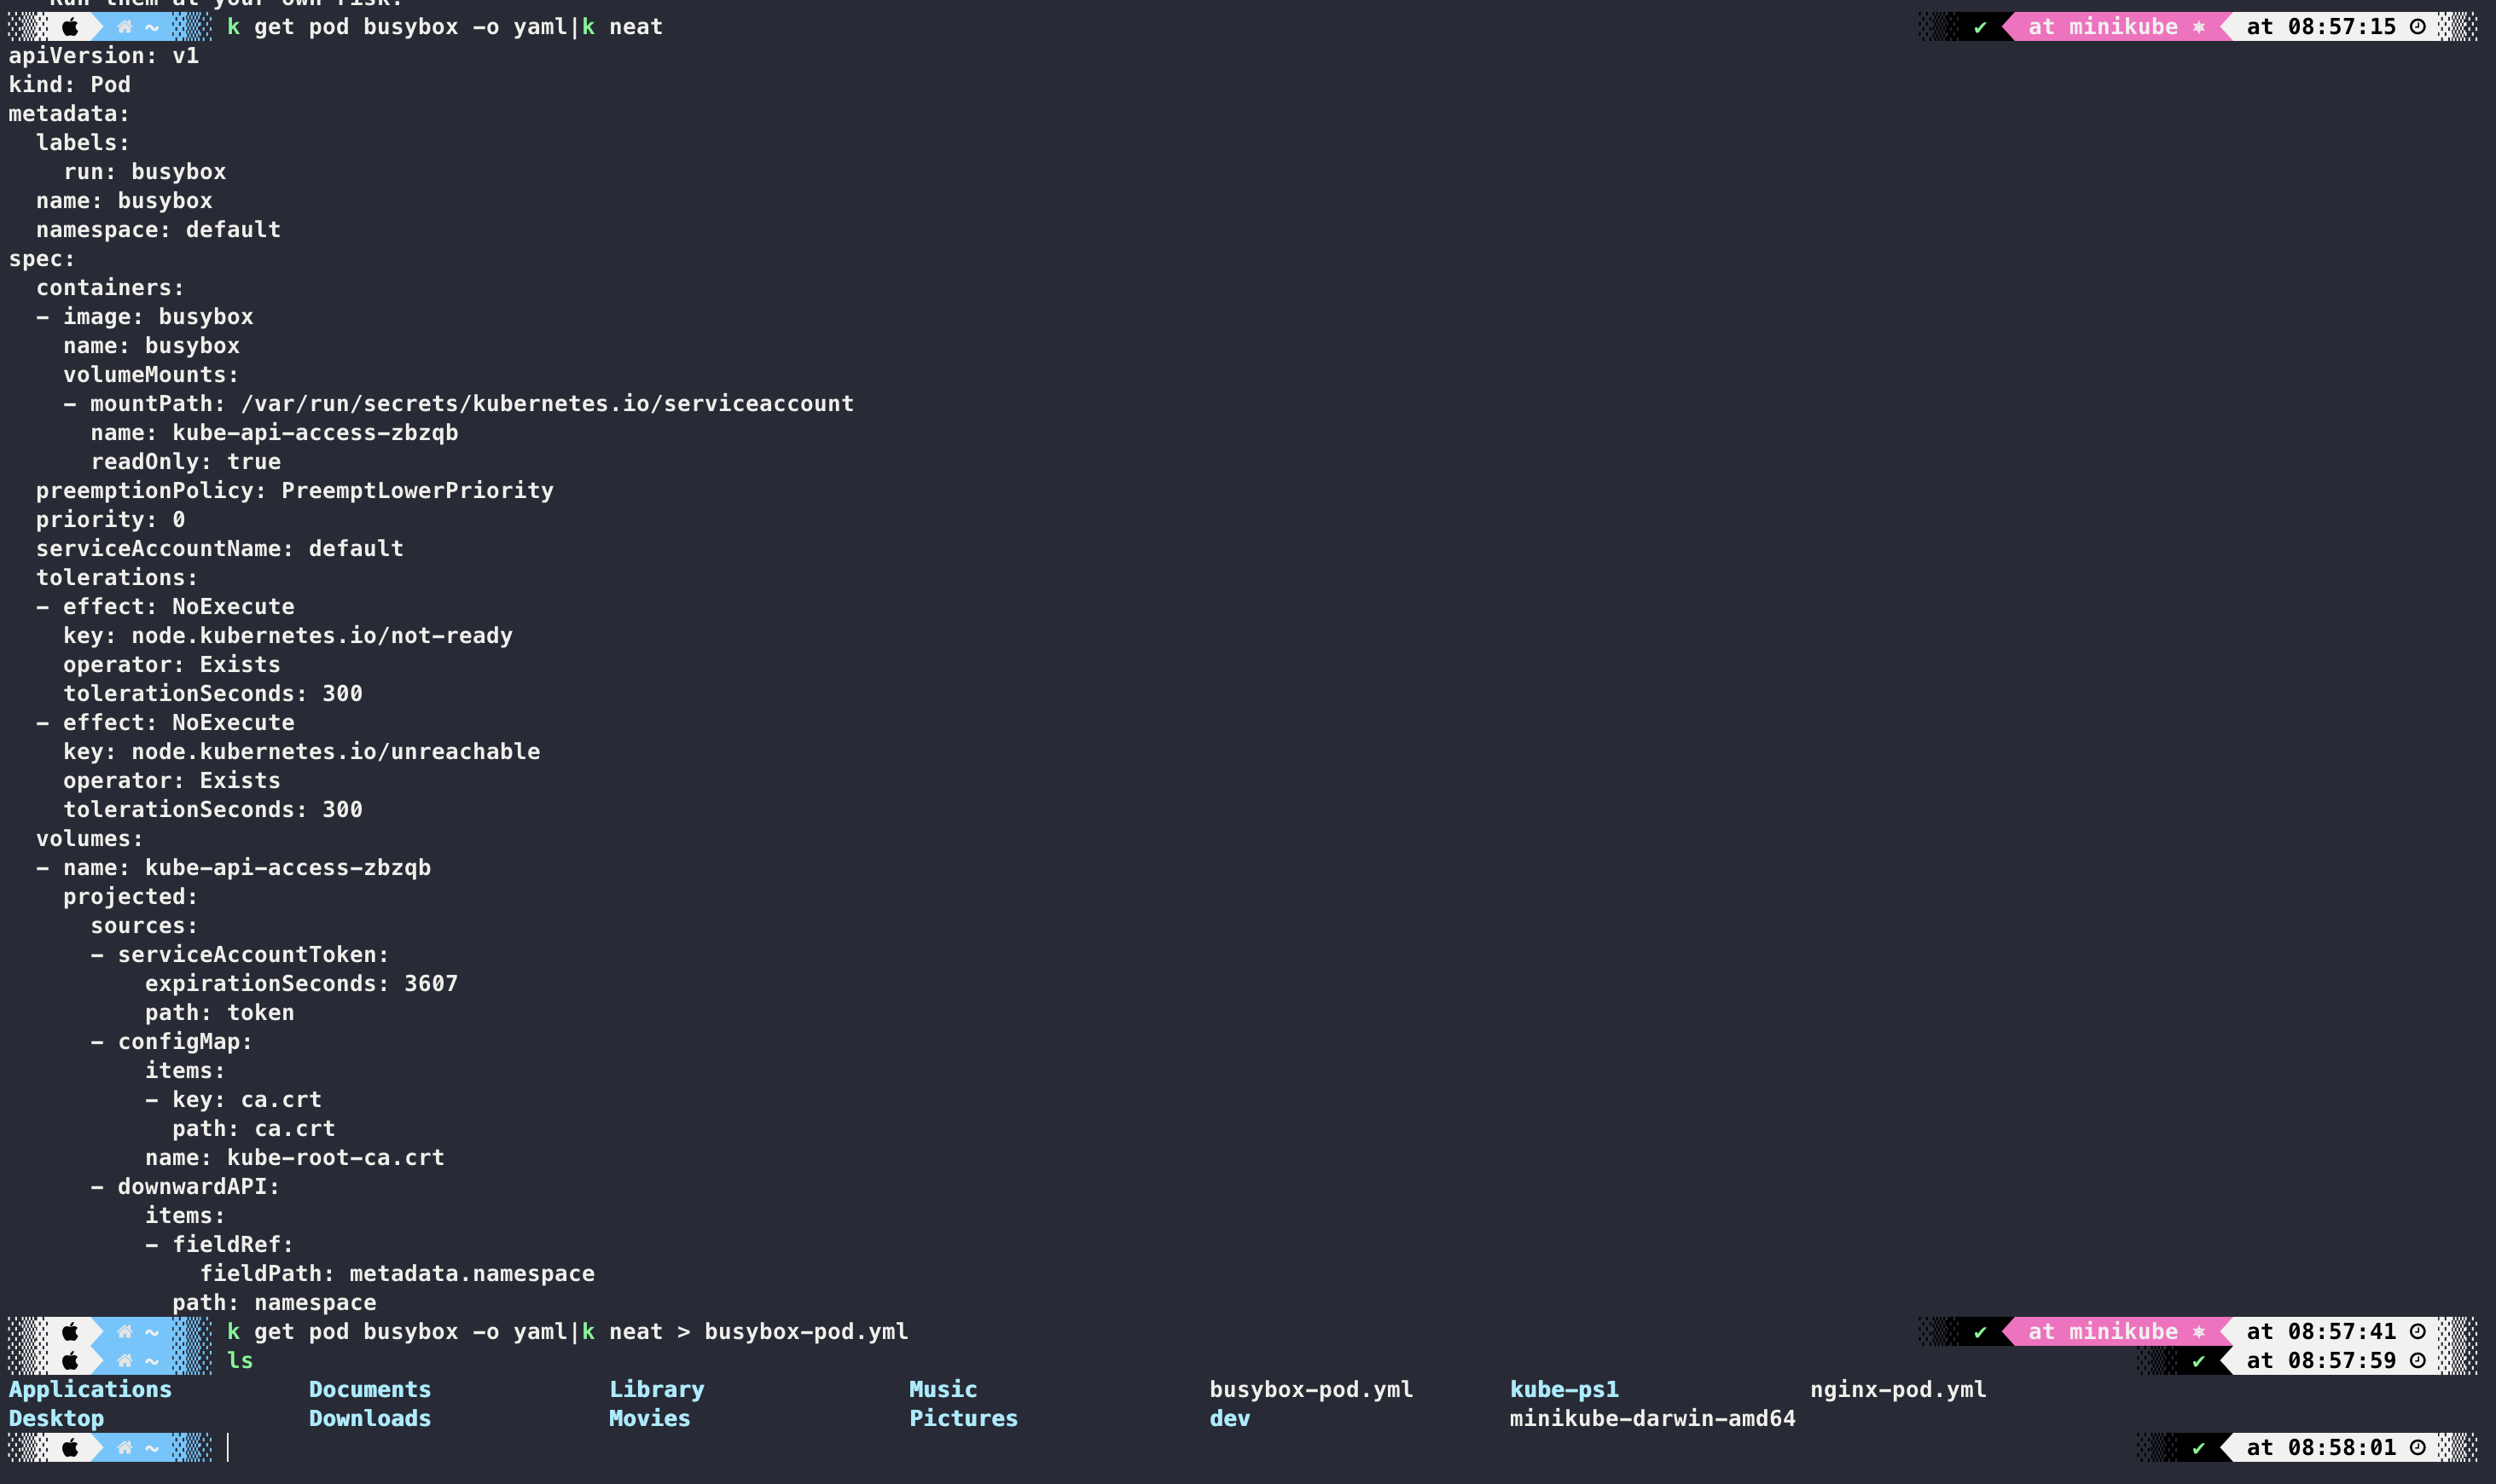 Run them at your own risk.
~ k get pod busybox -o yaml|k neat ✔ at minikube at 08:57:15
apiVersion: v1
kind: Pod
metadata:
  labels:
    run: busybox
  name: busybox
  namespace: default
spec:
  containers:
  - image: busybox
    name: busybox
    volumeMounts:
    - mountPath: /var/run/secrets/kubernetes.io/serviceaccount
      name: kube-api-access-zbzqb
      readOnly: true
  preemptionPolicy: PreemptLowerPriority
  priority: 0
  serviceAccountName: default
  tolerations:
  - effect: NoExecute
    key: node.kubernetes.io/not-ready
    operator: Exists
    tolerationSeconds: 300
  - effect: NoExecute
    key: node.kubernetes.io/unreachable
    operator: Exists
    tolerationSeconds: 300
  volumes:
  - name: kube-api-access-zbzqb
    projected:
      sources:
      - serviceAccountToken:
          expirationSeconds: 3607
          path: token
      - configMap:
          items:
          - key: ca.crt
            path: ca.crt
          name: kube-root-ca.crt
      - downwardAPI:
          items:
          - fieldRef:
              fieldPath: metadata.namespace
            path: namespace
~ k get pod busybox -o yaml|k neat > busybox-pod.yml ✔ at minikube at 08:57:41
~ ls ✔ at 08:57:59
Applications Documents Library Music busybox-pod.yml kube-ps1 nginx-pod.yml
Desktop Downloads Movies Pictures dev minikube-darwin-amd64
~ ✔ at 08:58:01